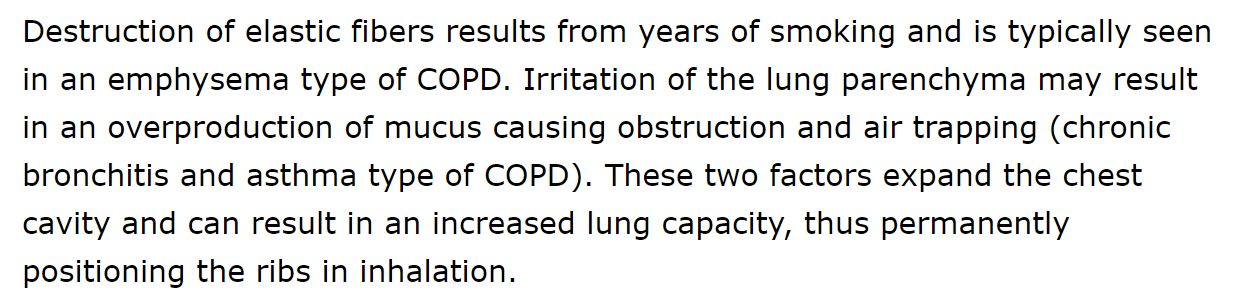 Destruction of elastic fibers results from years of smoking and is typically seen
in an emphysema type of COPD. Irritation of the lung parenchyma may result
in an overproduction of mucus causing obstruction and air trapping (chronic
bronchitis and asthma type of COPD). These two factors expand the chest
cavity and can result in an increased lung capacity, thus permanently
positioning the ribs in inhalation.